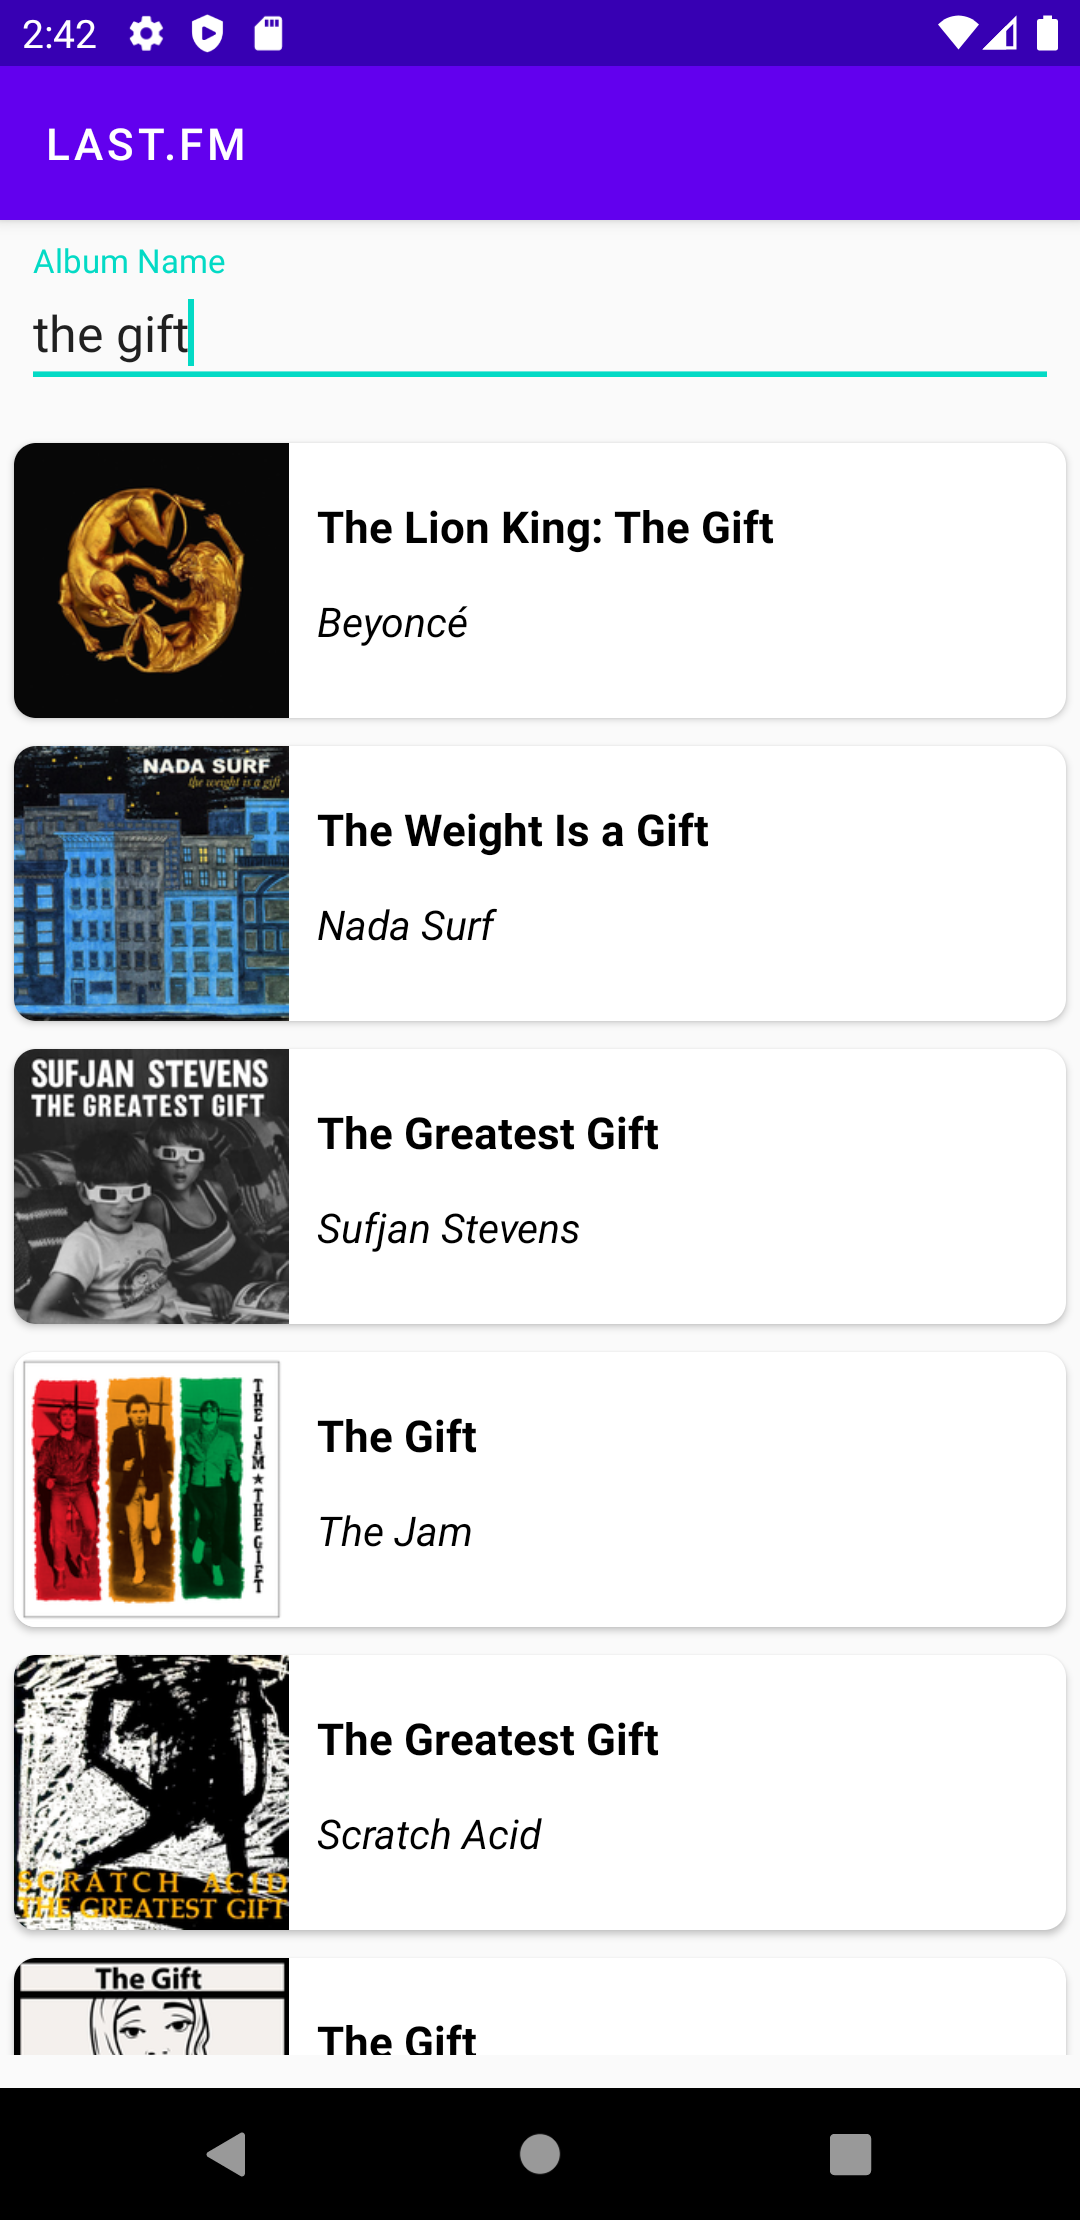 2:42
LAST.FM
Album Name
the gift
The Lion King: The Gift
Beyoncé
NADA SURF
the weight is a gift
The Weight Is a Gift
Nada Surf
SUFJAN STEVENS
THE GREATEST GIFT
The Greatest Gift
Sufjan Stevens
THE JAM ★ THE GIFT
The Gift
The Jam
SCRATCH ACID
THE GREATEST GIFT
The Greatest Gift
Scratch Acid
The Gift
The Gift